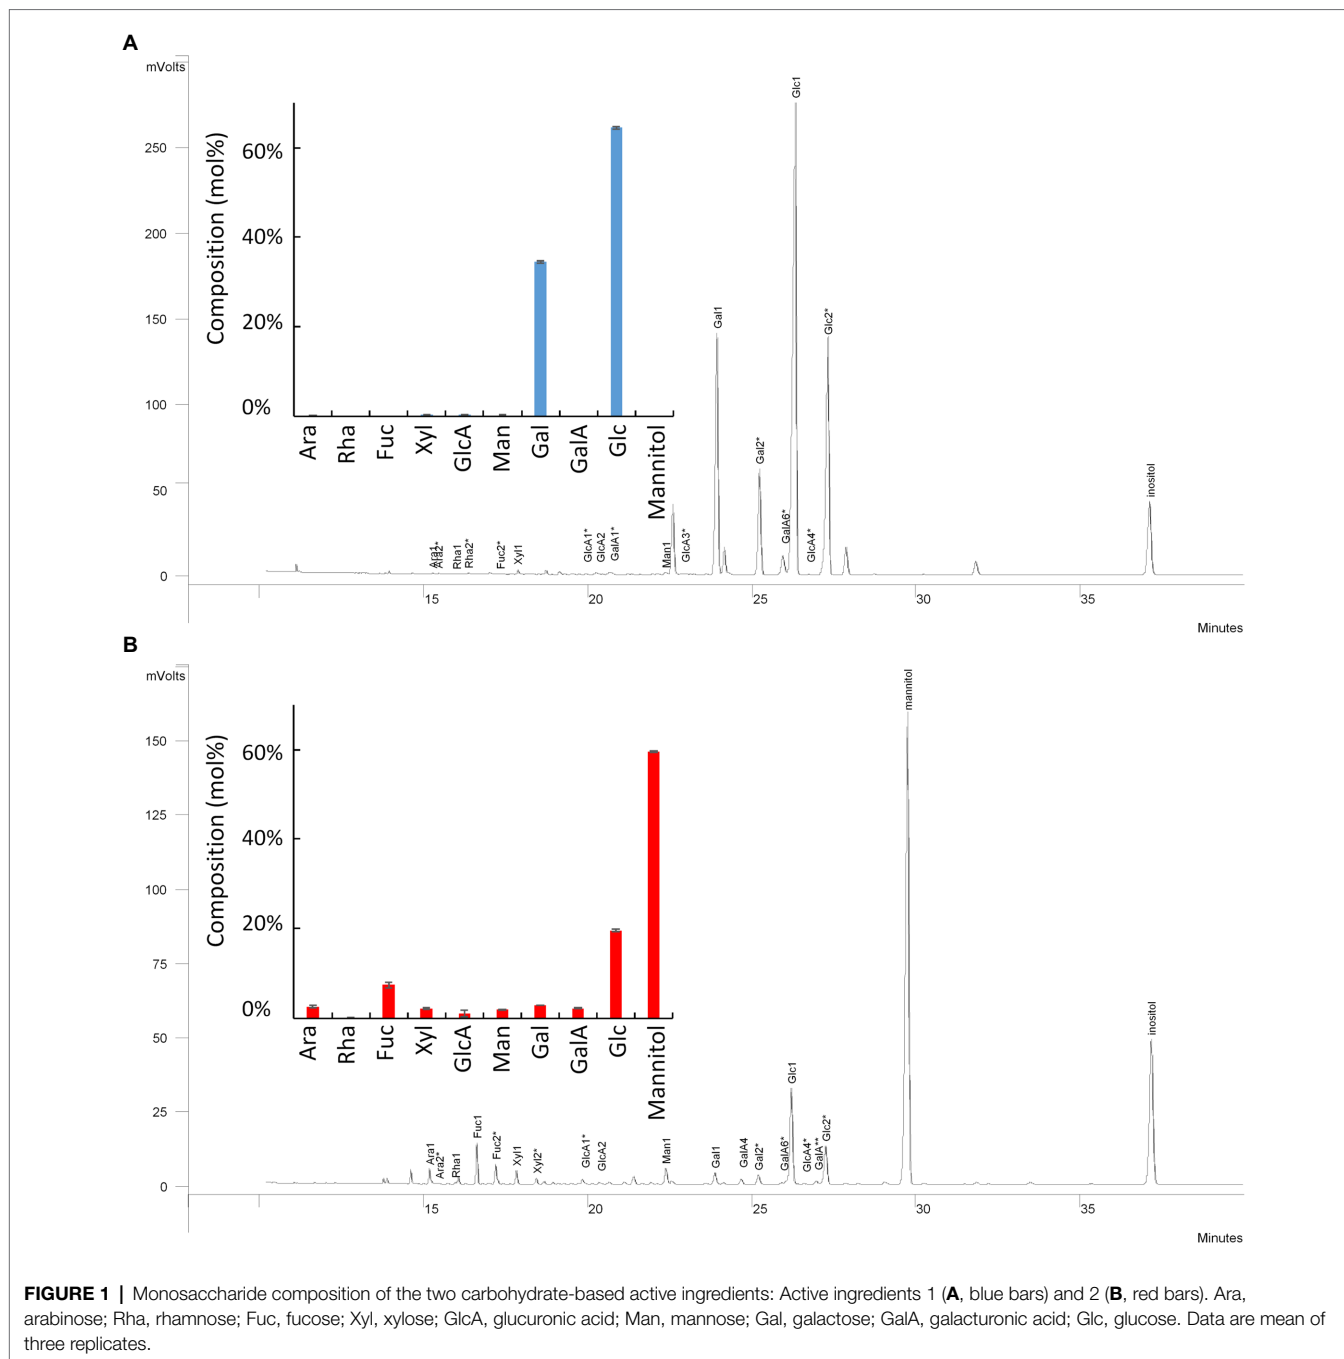 A
mVolts
250
200
150
100
50
0
Composition (mol%)
60%
40%
20%
0%
Ara
Rha
Fuc
Xyl
GlcA
Man
Gal
GalA
Glc
Mannitol
Ara1
Ara2*
Rha1
Rha2*
Fuc2*
Xyl1
GlcA1*
GlcA2
GalA1*
Man1
GlcA3*
Gal1
Gal2*
GalA6*
Glc1
GlcA4*
Glc2*
inositol
15
20
25
30
35
Minutes
B
mVolts
150
125
100
75
50
25
0
Composition (mol%)
60%
40%
20%
0%
Ara
Rha
Fuc
Xyl
GlcA
Man
Gal
GalA
Glc
Mannitol
Ara1
Ara2*
Rha1
Fuc1
Fuc2*
Xyl1
Xyl2*
GlcA1*
GlcA2
Man1
Gal1
GalA4
Gal2*
GalA6*
Glc1
GlcA4*
GalA**
Glc2*
mannitol
inositol
15
20
25
30
35
Minutes
FIGURE 1 | Monosaccharide composition of the two carbohydrate-based active ingredients: Active ingredients 1 (A, blue bars) and 2 (B, red bars). Ara,
arabinose; Rha, rhamnose; Fuc, fucose; Xyl, xylose; GlcA, glucuronic acid; Man, mannose; Gal, galactose; GalA, galacturonic acid; Glc, glucose. Data are mean of
three replicates.